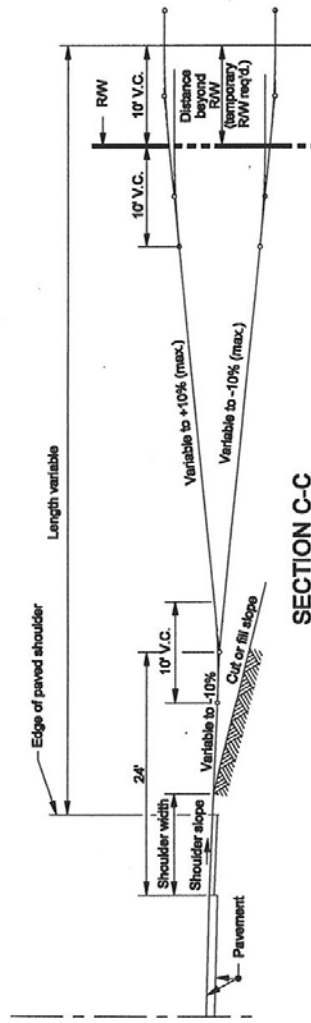 Length variable
Edge of paved shoulder
R/W
10' V.C.
10' V.C.
Distance
beyond
R/W
(temporary
R/W req'd.)
24'
10' V.C.
Shoulder width
Shoulder slope
Variable to -10%
Variable to +10% (max.)
Variable to -10% (max.)
Cut or fill slope
Pavement
SECTION C-C